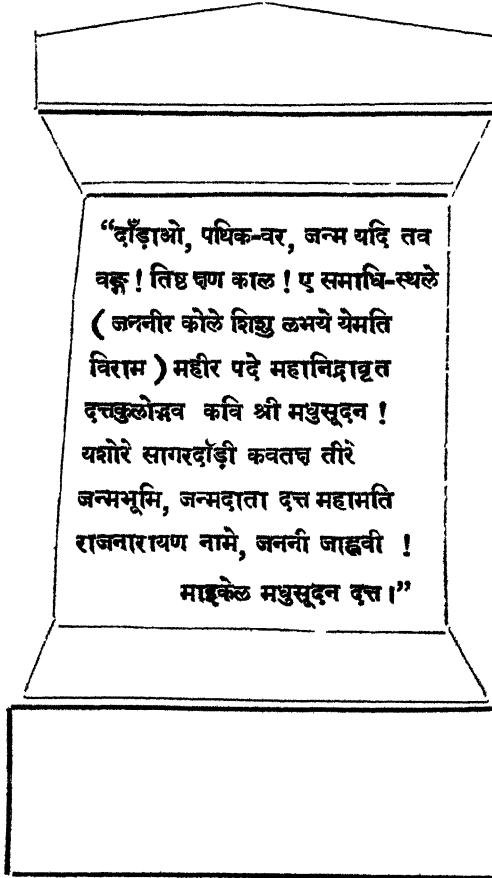 “दाँड़ाओ, पथिक-वर, जन्म यदि तव
वङ्गे ! तिष्ठ क्षण काल ! ए समाधि-स्थले
( जननीर कोले शिशु लभये येमति
विराम ) महीर पदे महानिद्रावृत
दत्तकुलोद्भव कवि श्री मधुसूदन !
यशोरे सागरदाँड़ी कवतक्ष तीरे
जन्मभूमि, जन्मदाता दत्त महामति
राजनारायण नामे, जननी जाह्नवी !
माइकेल मधुसूदन दत्त।”